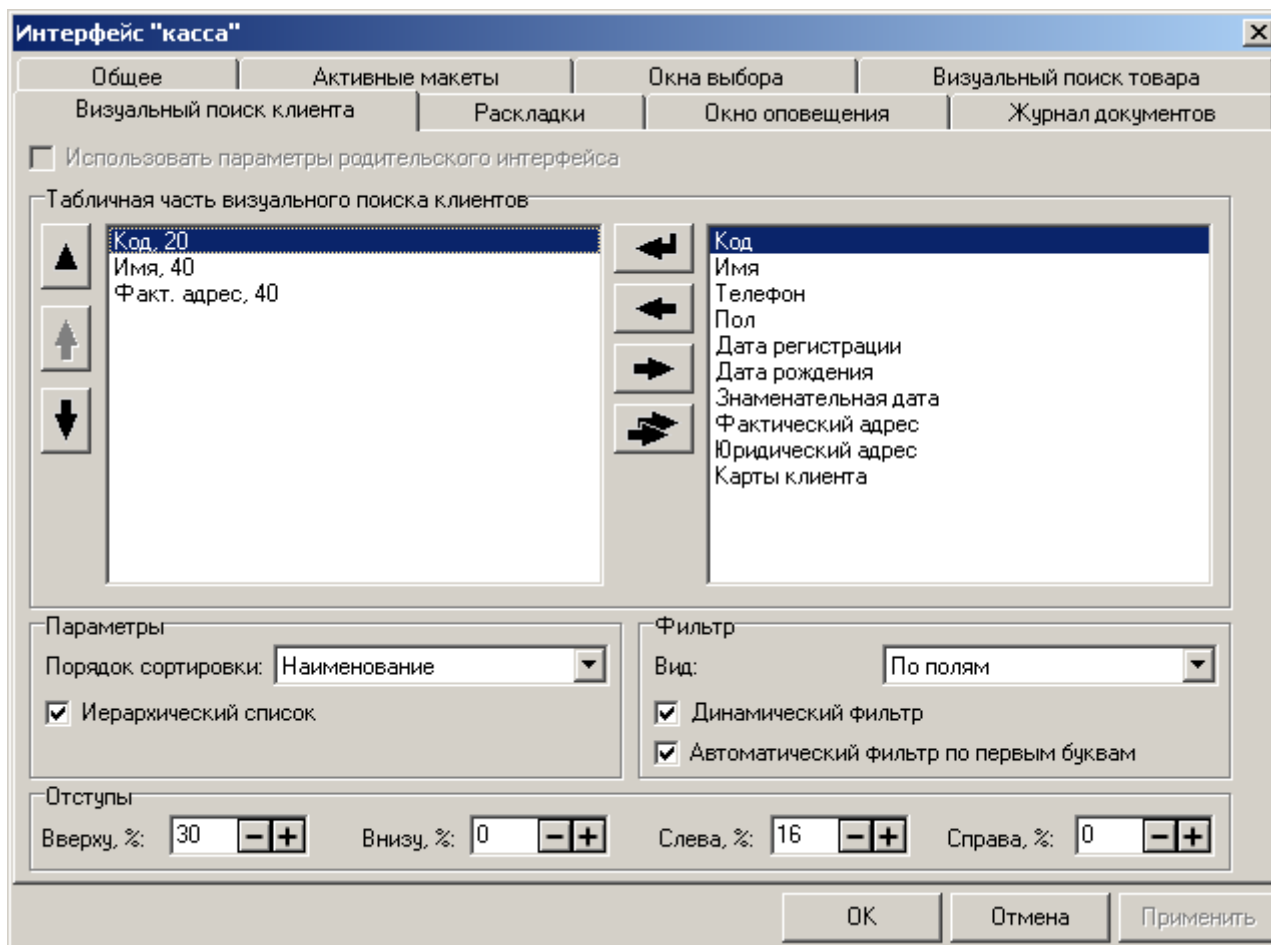 Интерфейс "касса"
Общее Активные макеты Окна выбора Визуальный поиск товара
Визуальный поиск клиента Раскладки Окно оповещения Журнал документов
Использовать параметры родительского интерфейса
Табличная часть визуального поиска клиентов
Код, 20
Имя, 40
Факт. адрес, 40
Код
Имя
Телефон
Пол
Дата регистрации
Дата рождения
Знаменательная дата
Фактический адрес
Юридический адрес
Карты клиента
Параметры
Порядок сортировки: Наименование
Иерархический список
Фильтр
Вид: По полям
Динамический фильтр
Автоматический фильтр по первым буквам
Отступы
Вверху, %: 30 Внизу, %: 0 Слева, %: 16 Справа, %: 0
ОК Отмена Применить